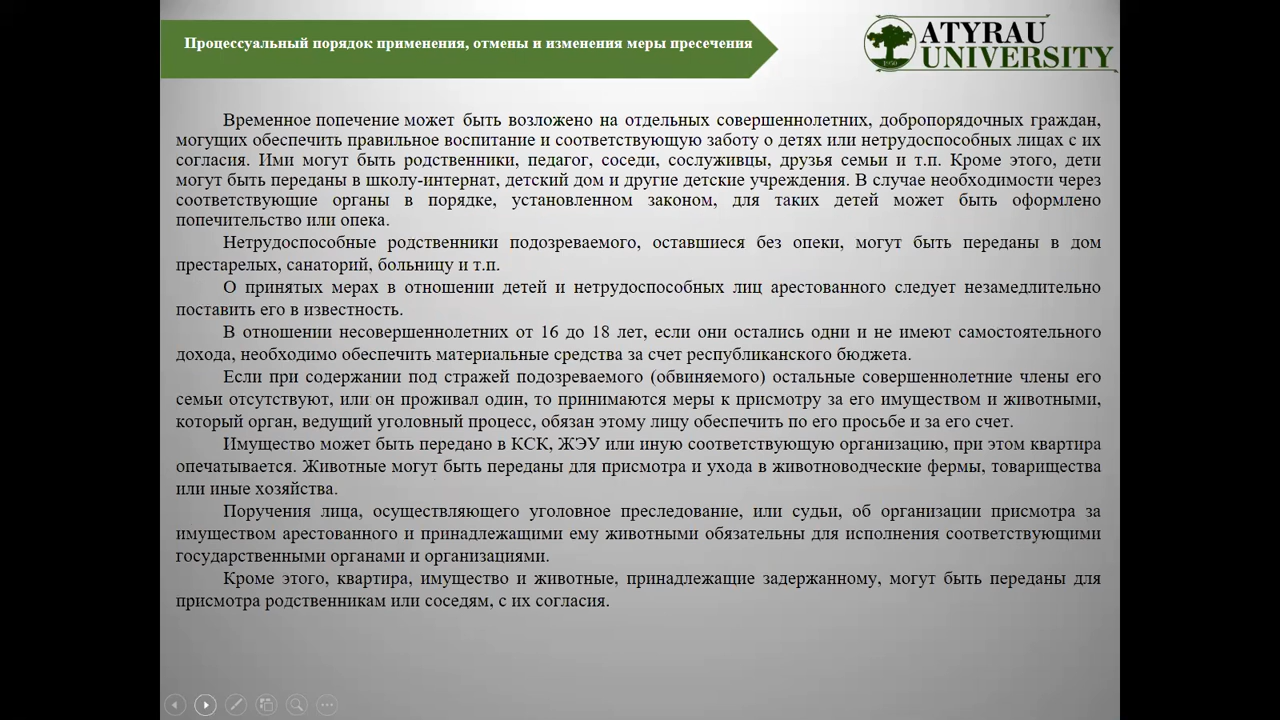 Процессуальный порядок применения, отмены и изменения меры пресечения
ATYRAU
UNIVERSITY
1950
Временное попечение может быть возложено на отдельных совершеннолетних, добропорядочных граждан,
могущих обеспечить правильное воспитание и соответствующую заботу о детях или нетрудоспособных лицах с их
согласия. Ими могут быть родственники, педагог, соседи, сослуживцы, друзья семьи и т.п. Кроме этого, дети
могут быть переданы в школу-интернат, детский дом и другие детские учреждения. В случае необходимости через
соответствующие органы в порядке, установленном законом, для таких детей может быть оформлено
попечительство или опека.
Нетрудоспособные родственники подозреваемого, оставшиеся без опеки, могут быть переданы в дом
престарелых, санаторий, больницу и т.п.
О принятых мерах в отношении детей и нетрудоспособных лиц арестованного следует незамедлительно
поставить его в известность.
В отношении несовершеннолетних от 16 до 18 лет, если они остались одни и не имеют самостоятельного
дохода, необходимо обеспечить материальные средства за счет республиканского бюджета.
Если при содержании под стражей подозреваемого (обвиняемого) остальные совершеннолетние члены его
семьи отсутствуют, или он проживал один, то принимаются меры к присмотру за его имуществом и животными,
который орган, ведущий уголовный процесс, обязан этому лицу обеспечить по его просьбе и за его счет.
Имущество может быть передано в КСК, ЖЭУ или иную соответствующую организацию, при этом квартира
опечатывается. Животные могут быть переданы для присмотра и ухода в животноводческие фермы, товарищества
или иные хозяйства.
Поручения лица, осуществляющего уголовное преследование, или судьи, об организации присмотра за
имуществом арестованного и принадлежащими ему животными обязательны для исполнения соответствующими
государственными органами и организациями.
Кроме этого, квартира, имущество и животные, принадлежащие задержанному, могут быть переданы для
присмотра родственникам или соседям, с их согласия.